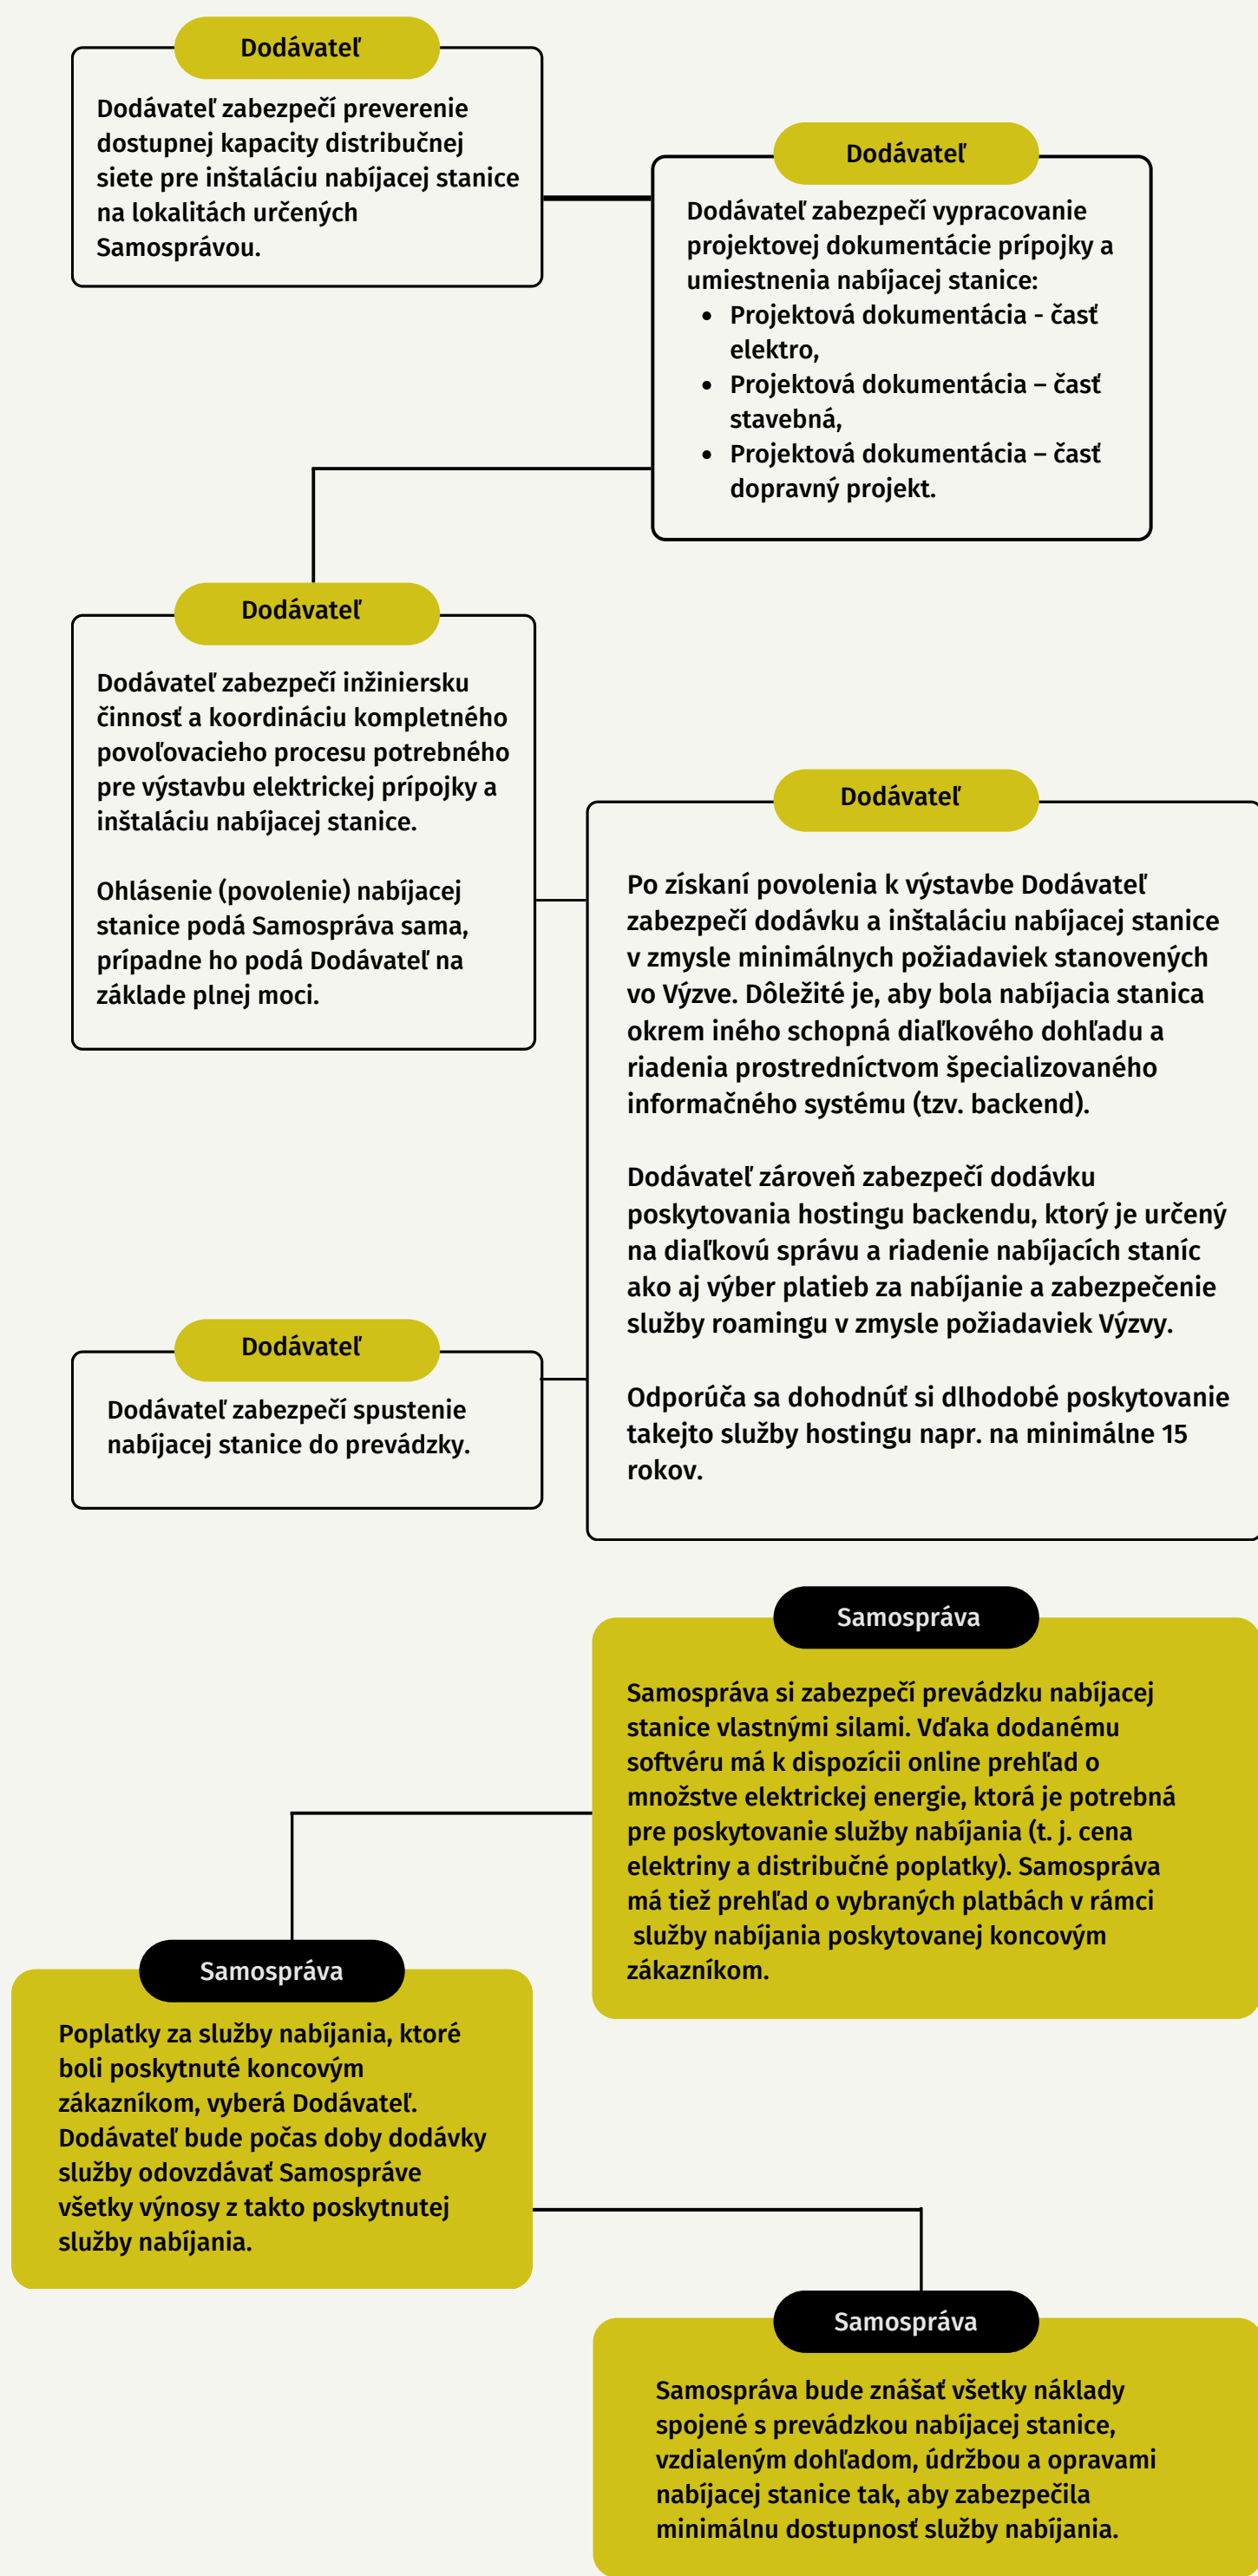 Dodávateľ
Dodávateľ zabezpečí preverenie
dostupnej kapacity distribučnej
siete pre inštaláciu nabíjacej stanice
na lokalitách určených
Samosprávou.
Dodávateľ
Dodávateľ zabezpečí vypracovanie
projektovej dokumentácie prípojky a
umiestnenia nabíjacej stanice:
• Projektová dokumentácia - časť
elektro,
• Projektová dokumentácia – časť
stavebná,
• Projektová dokumentácia – časť
dopravný projekt.
Dodávateľ
Dodávateľ zabezpečí inžiniersku
činnosť a koordináciu kompletného
povoľovacieho procesu potrebného
pre výstavbu elektrickej prípojky a
inštaláciu nabíjacej stanice.
Ohlásenie (povolenie) nabíjacej
stanice podá Samospráva sama,
prípadne ho podá Dodávateľ na
základe plnej moci.
Dodávateľ
Po získaní povolenia k výstavbe Dodávateľ
zabezpečí dodávku a inštaláciu nabíjacej stanice
v zmysle minimálnych požiadaviek stanovených
vo Výzve. Dôležité je, aby bola nabíjacia stanica
okrem iného schopná diaľkového dohľadu a
riadenia prostredníctvom špecializovaného
informačného systému (tzv. backend).
Dodávateľ zároveň zabezpečí dodávku
poskytovania hostingu backendu, ktorý je určený
na diaľkovú správu a riadenie nabíjacích staníc
ako aj výber platieb za nabíjanie a zabezpečenie
služby roamingu v zmysle požiadaviek Výzvy.
Odporúča sa dohodnúť si dlhodobé poskytovanie
takejto služby hostingu napr. na minimálne 15
rokov.
Dodávateľ
Dodávateľ zabezpečí spustenie
nabíjacej stanice do prevádzky.
Samospráva
Samospráva si zabezpečí prevádzku nabíjacej
stanice vlastnými silami. Vďaka dodanému
softvéru má k dispozícii online prehľad o
množstve elektrickej energie, ktorá je potrebná
pre poskytovanie služby nabíjania (t. j. cena
elektriny a distribučné poplatky). Samospráva
má tiež prehľad o vybraných platbách v rámci
služby nabíjania poskytovanej koncovým
zákazníkom.
Samospráva
Poplatky za služby nabíjania, ktoré
boli poskytnuté koncovým
zákazníkom, vyberá Dodávateľ.
Dodávateľ bude počas doby dodávky
služby odovzdávať Samospráve
všetky výnosy z takto poskytnutej
služby nabíjania.
Samospráva
Samospráva bude znášať všetky náklady
spojené s prevádzkou nabíjacej stanice,
vzdialeným dohľadom, údržbou a opravami
nabíjacej stanice tak, aby zabezpečila
minimálnu dostupnosť služby nabíjania.